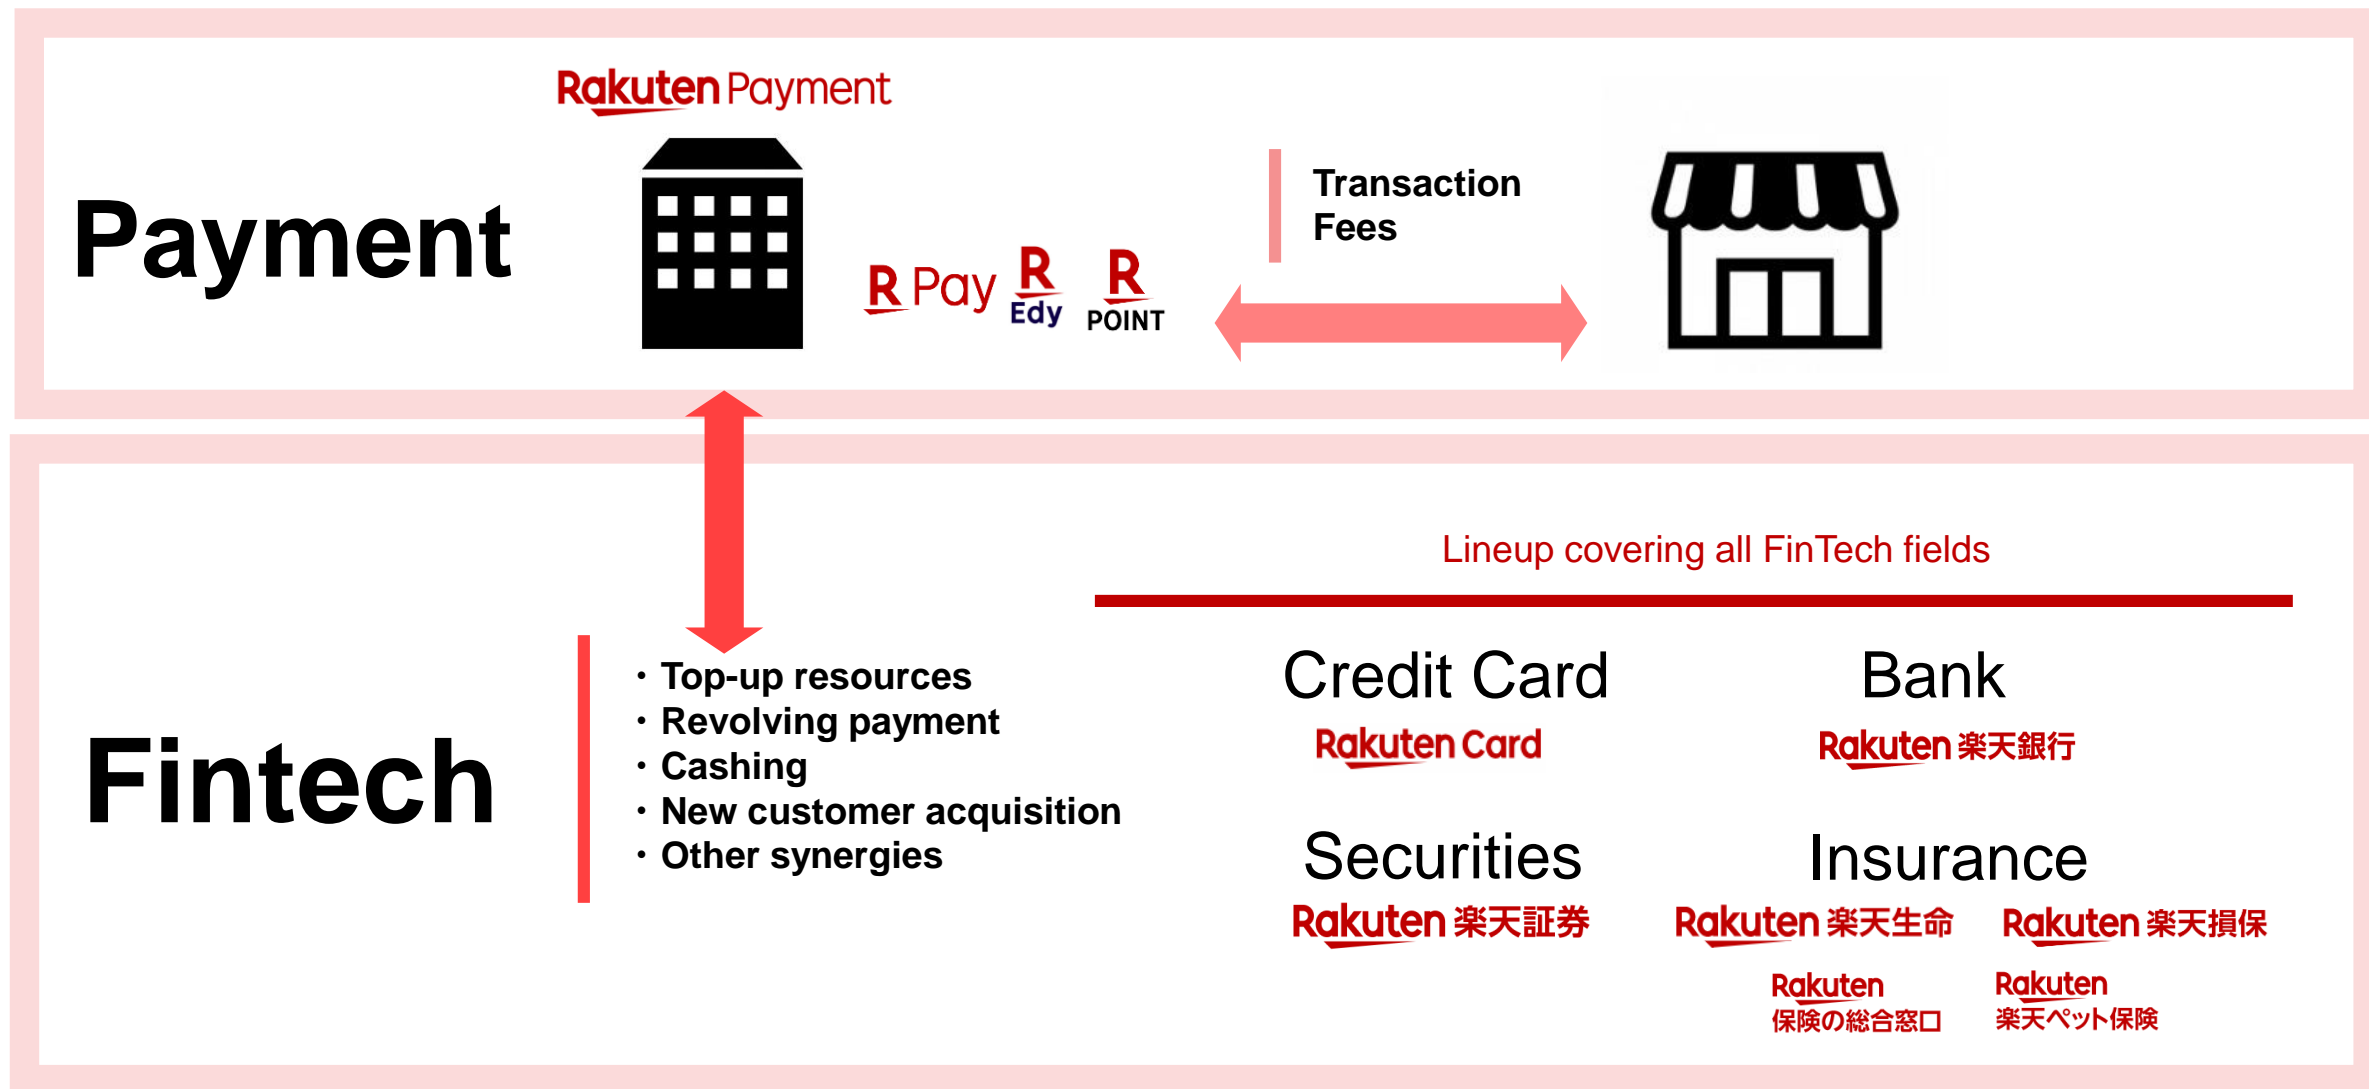 Rakuten Payment
Payment
Transaction
Fees
R Pay
R
Edy
R
POINT
Lineup covering all FinTech fields
Fintech
・Top-up resources
・Revolving payment
・Cashing
・New customer acquisition
・Other synergies
Credit Card
Rakuten Card
Bank
Rakuten 楽天銀行
Securities
Rakuten 楽天証券
Insurance
Rakuten 楽天生命
Rakuten 楽天損保
Rakuten
保険の総合窓口
Rakuten
楽天ペット保険